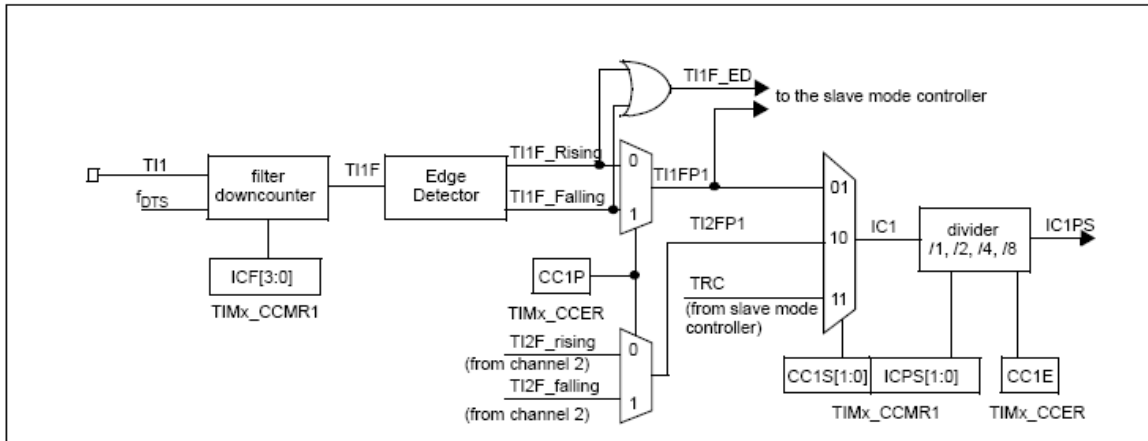 TI1F_ED
to the slave mode controller
TI1
fDTS
filter
downcounter
TI1F
Edge
Detector
TI1F_Rising
TI1F_Falling
0
1
TI1FP1
TI2FP1
01
10
11
IC1
divider
/1, /2, /4, /8
IC1PS
ICF[3:0]
TIMx_CCMR1
CC1P
TIMx_CCER
TRC
(from slave mode
controller)
TI2F_rising
(from channel 2)
TI2F_falling
(from channel 2)
0
1
CC1S[1:0]
ICPS[1:0]
CC1E
TIMx_CCMR1
TIMx_CCER